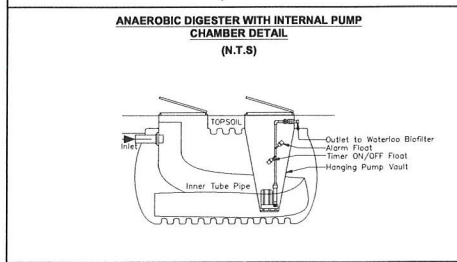 ANAEROBIC DIGESTER WITH INTERNAL PUMP
CHAMBER DETAIL
(N.T.S)
TOPSOIL
Inlet
Outlet to Waterloo Biofilter
Alarm Float
Timer ON/OFF Float
Hanging Pump Vault
Inner Tube Pipe